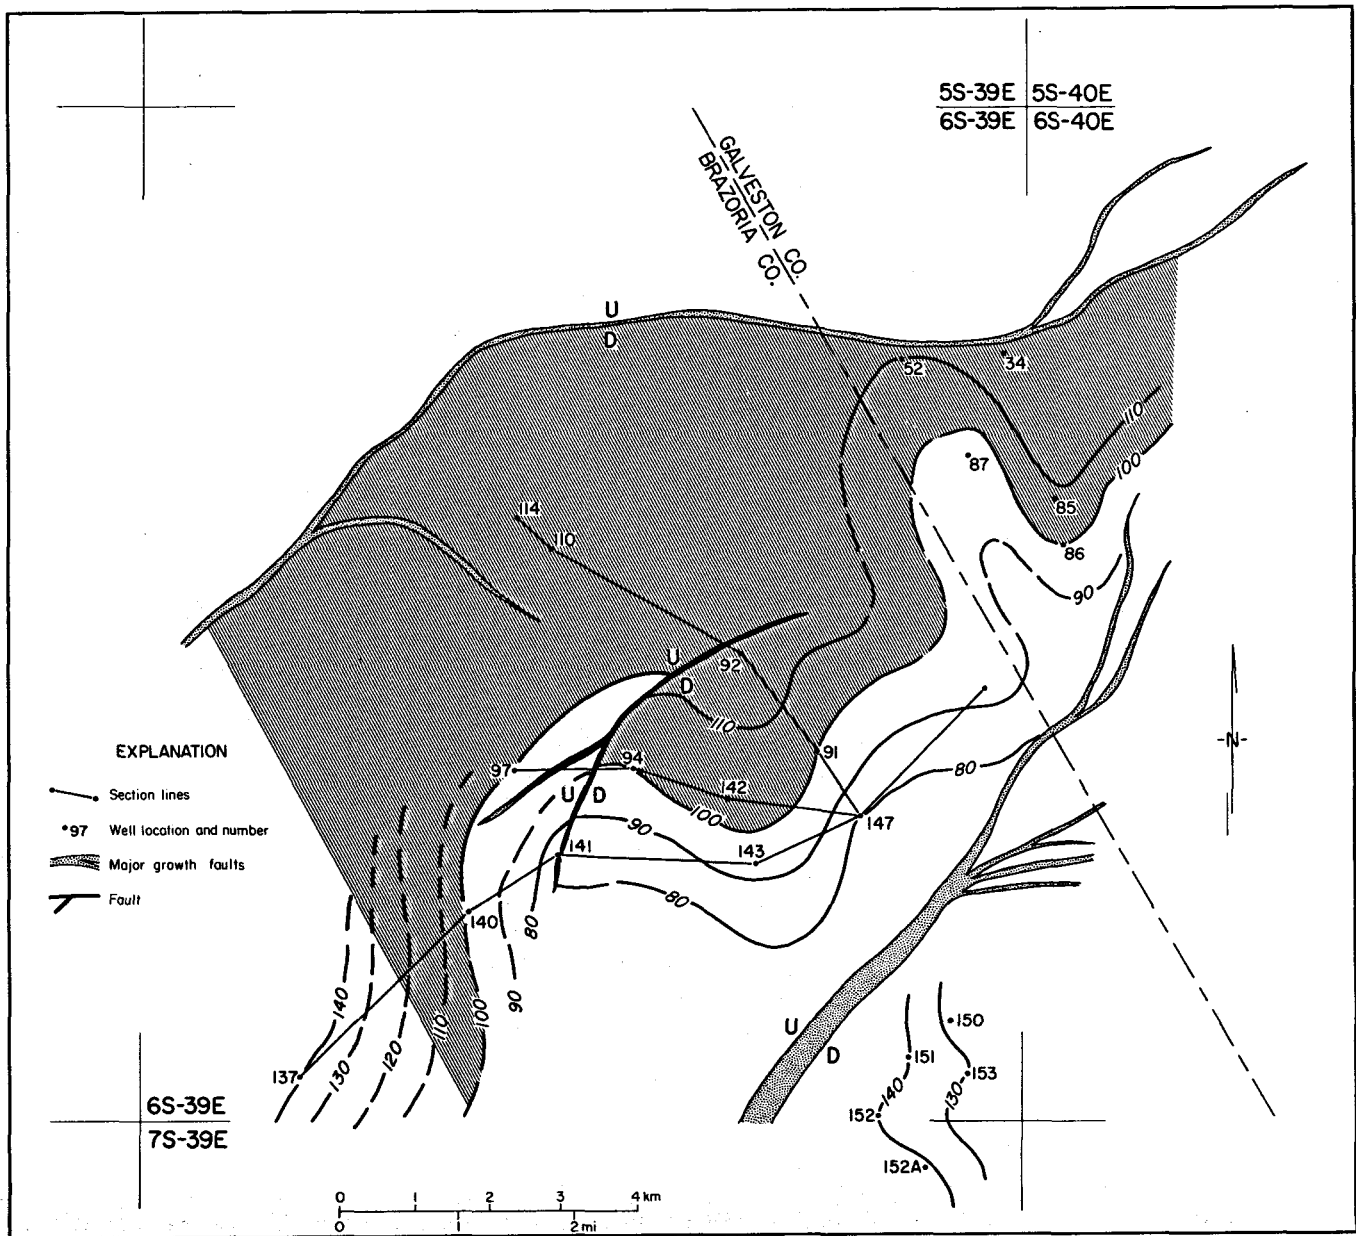 5S-39E 5S-40E
6S-39E 6S-40E
GALVESTON CO.
BRAZORIA CO.
U
D
52
34
110
100
87
85
86
90
114
110
92
U
D
110
91
80
97
94
142
U D
100
147
90
141
143
80
80
140
90
100
110
120
130
140
137
EXPLANATION
Section lines
•97 Well location and number
Major growth faults
Fault
-N-
U
D
150
151
153
140
130
152
152A
6S-39E
7S-39E
0 1 2 3 4 km
0 1 2 mi